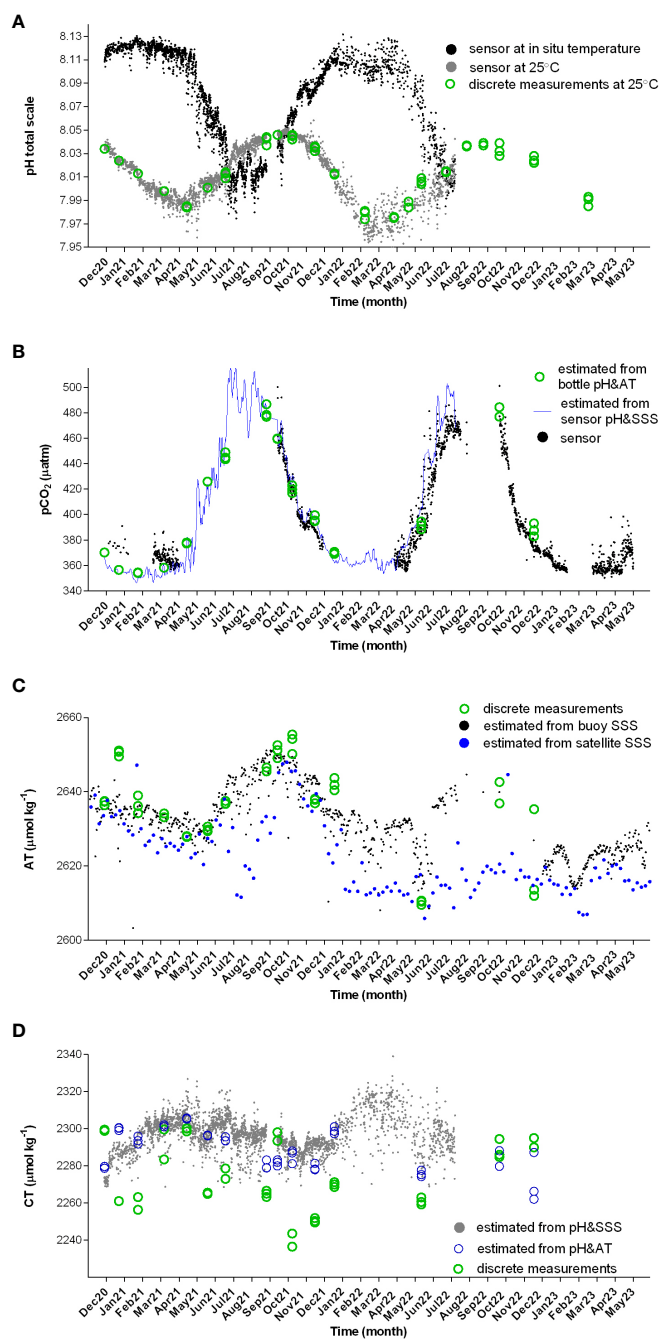 A
8.13
8.11
8.09
8.07
8.05
8.03
8.01
7.99
7.97
7.95
pH total scale
sensor at in situ temperature
sensor at 25°C
discrete measurements at 25°C
Dec20 Jan21 Feb21 Mar21 Apr21 May21 Jun21 Jul21 Aug21 Sep21 Oct21 Nov21 Dec21 Jan22 Feb22 Mar22 Apr22 May22 Jun22 Jul22 Aug22 Sep22 Oct22 Nov22 Dec22 Jan23 Feb23 Mar23 Apr23 May23
Time (month)
B
500
480
460
440
420
400
380
360
340
pCO₂ (µatm)
estimated from
bottle pH&AT
estimated from
sensor pH&SSS
sensor
Dec20 Jan21 Feb21 Mar21 Apr21 May21 Jun21 Jul21 Aug21 Sep21 Oct21 Nov21 Dec21 Jan22 Feb22 Mar22 Apr22 May22 Jun22 Jul22 Aug22 Sep22 Oct22 Nov22 Dec22 Jan23 Feb23 Mar23 Apr23 May23
Time (month)
C
2660
2640
2620
2600
AT (µmol kg⁻¹)
discrete measurements
estimated from buoy SSS
estimated from satellite SSS
Dec20 Jan21 Feb21 Mar21 Apr21 May21 Jun21 Jul21 Aug21 Sep21 Oct21 Nov21 Dec21 Jan22 Feb22 Mar22 Apr22 May22 Jun22 Jul22 Aug22 Sep22 Oct22 Nov22 Dec22 Jan23 Feb23 Mar23 Apr23 May23
Time (month)
D
2340
2320
2300
2280
2260
2240
CT (µmol kg⁻¹)
estimated from pH&SSS
estimated from pH&AT
discrete measurements
Dec20 Jan21 Feb21 Mar21 Apr21 May21 Jun21 Jul21 Aug21 Sep21 Oct21 Nov21 Dec21 Jan22 Feb22 Mar22 Apr22 May22 Jun22 Jul22 Aug22 Sep22 Oct22 Nov22 Dec22 Jan23 Feb23 Mar23 Apr23 May23
Time (month)